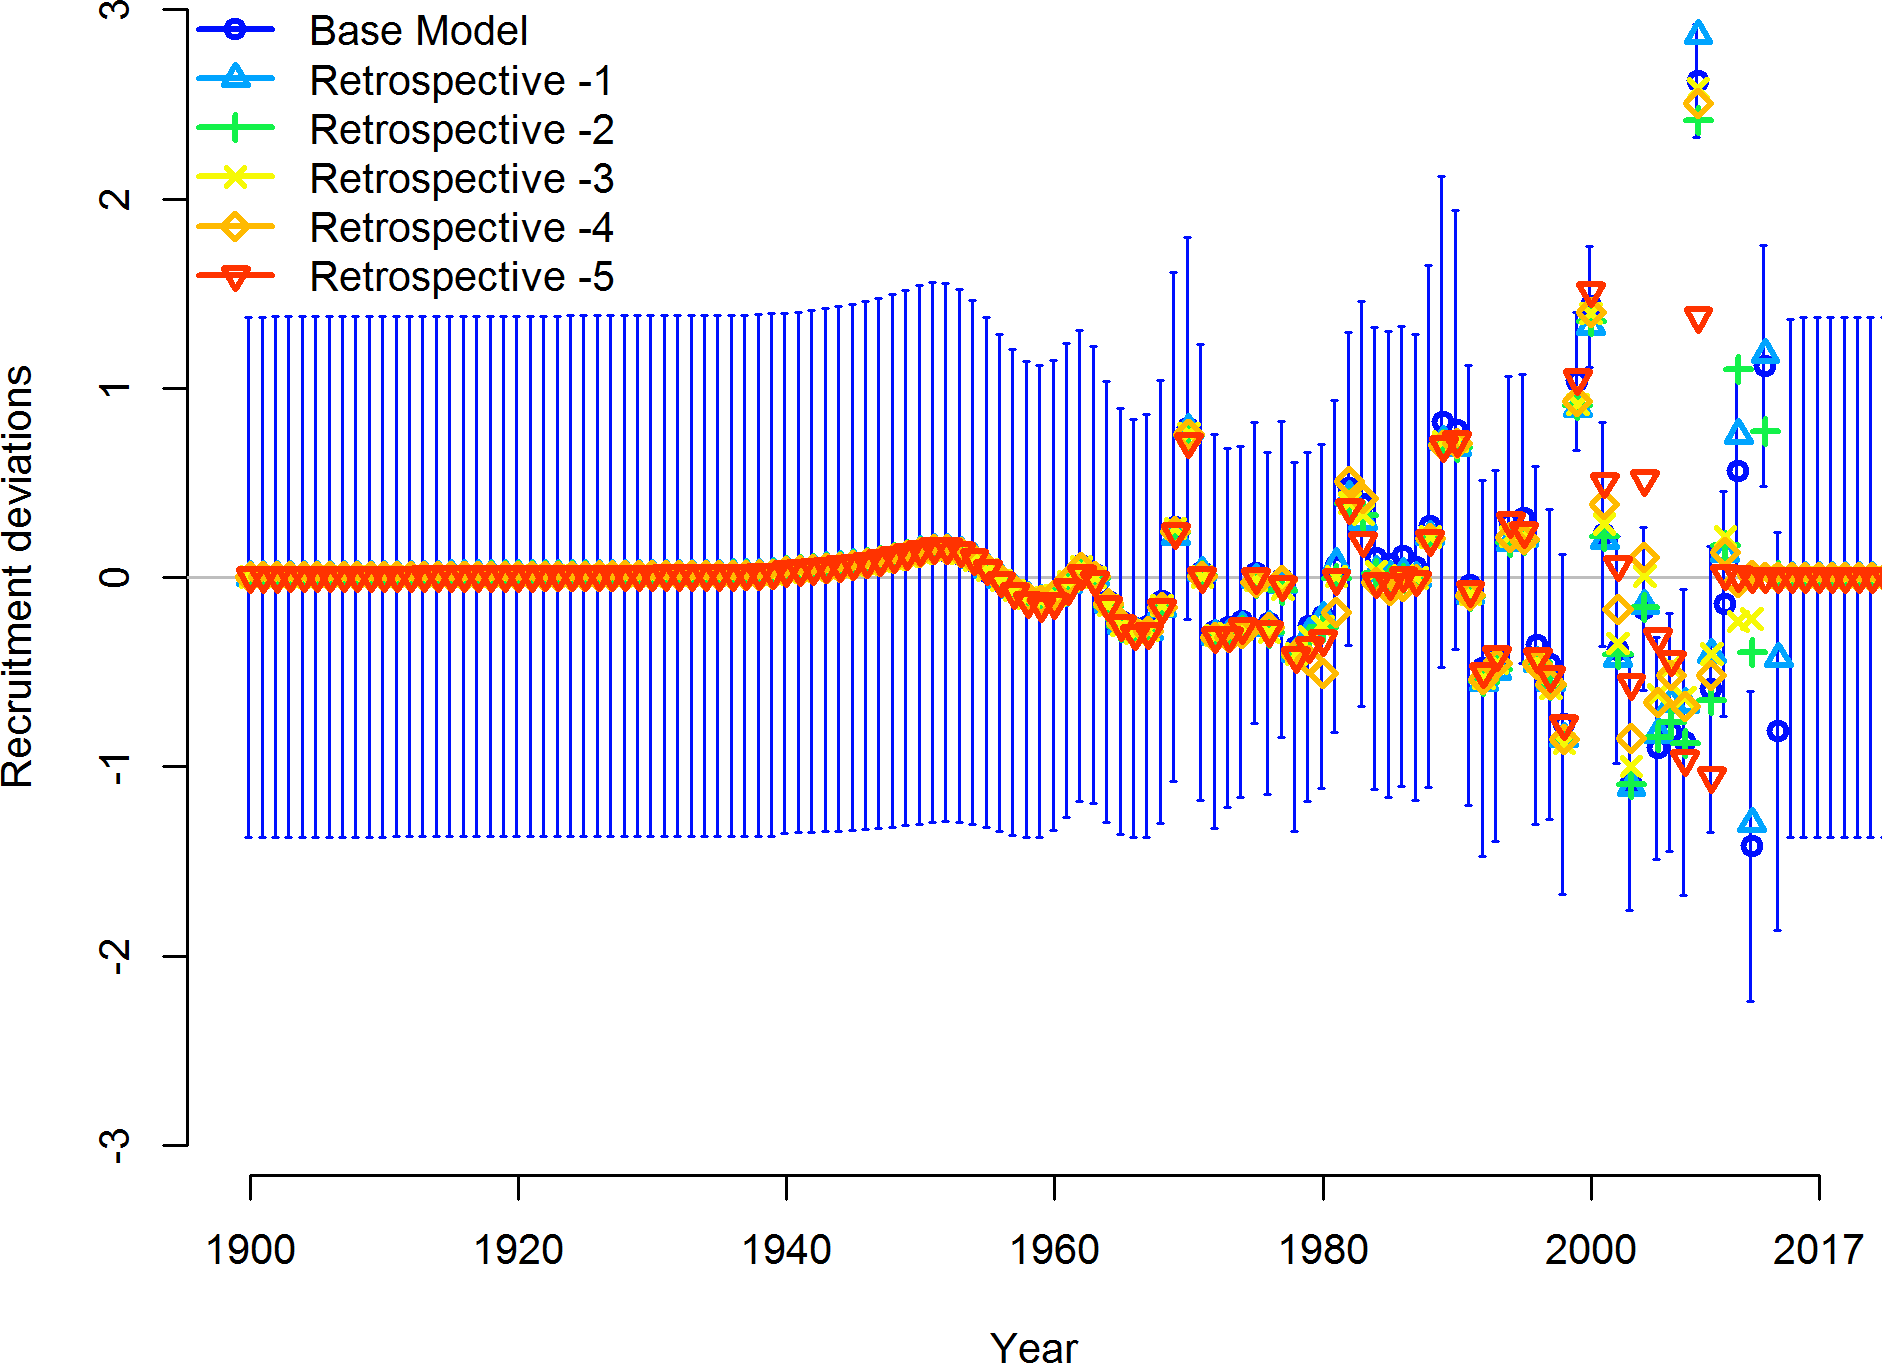 Base Model
Retrospective -1
Retrospective -2
Retrospective -3
Retrospective -4
Retrospective -5
Recruitment deviations
3
2
1
0
-1
-2
-3
1900 1920 1940 1960 1980 2000 2017
Year